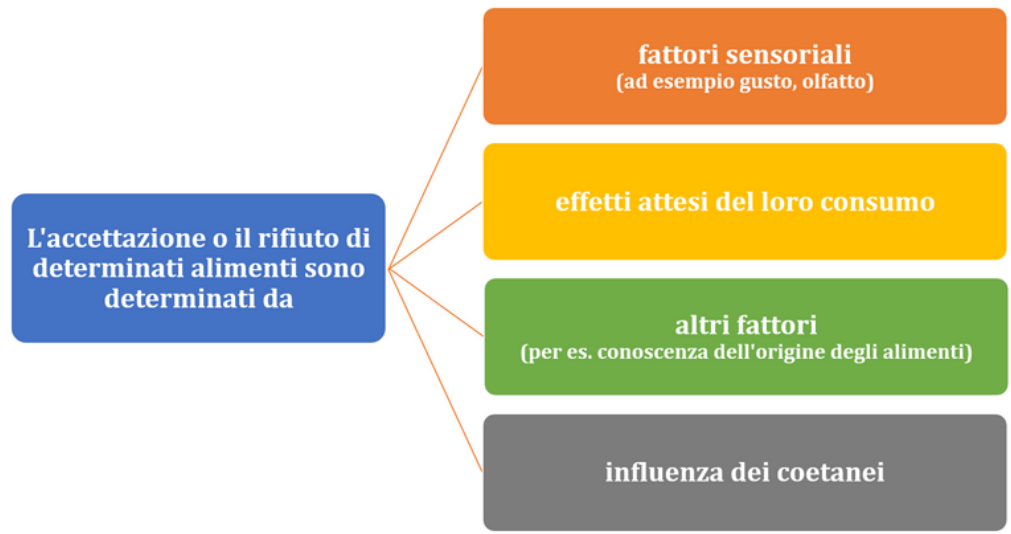 L'accettazione o il rifiuto di
determinati alimenti sono
determinati da
fattori sensoriali
(ad esempio gusto, olfatto)
effetti attesi del loro consumo
altri fattori
(per es. conoscenza dell'origine degli alimenti)
influenza dei coetanei